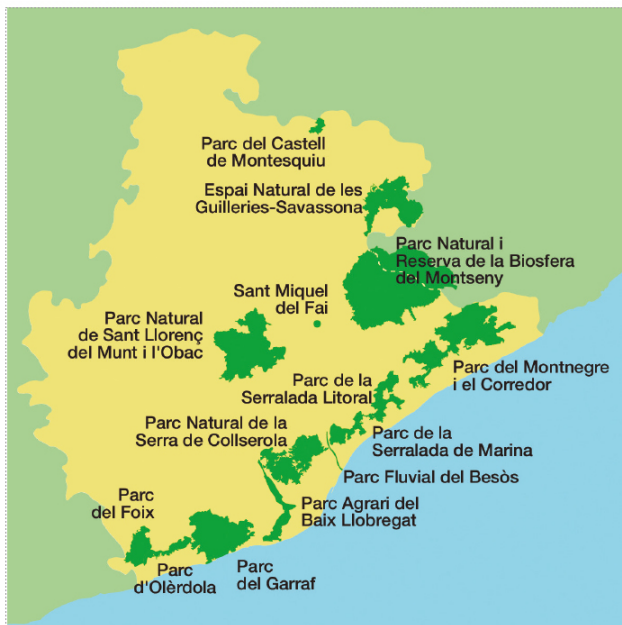 Parc del Castell
de Montesquiu
Espai Natural de les
Guilleries-Savassona
Parc Natural i
Reserva de la Biosfera
del Montseny
Sant Miquel
del Fai
Parc Natural
de Sant Llorenç
del Munt i l'Obac
Parc del Montnegre
i el Corredor
Parc de la
Serralada Litoral
Parc Natural de la
Serra de Collserola
Parc de la
Serralada de Marina
Parc Fluvial del Besòs
Parc
del Foix
Parc Agrari del
Baix Llobregat
Parc
d'Olèrdola
Parc
del Garraf